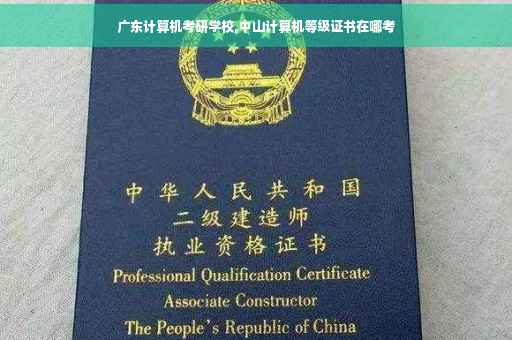 广东计算机考研学校,中山计算机等级证书在哪考
中华人民共和国
二级建造师
执业资格证书
Professional Qualification Certificate
Associate Constructor
The People's Republic of China